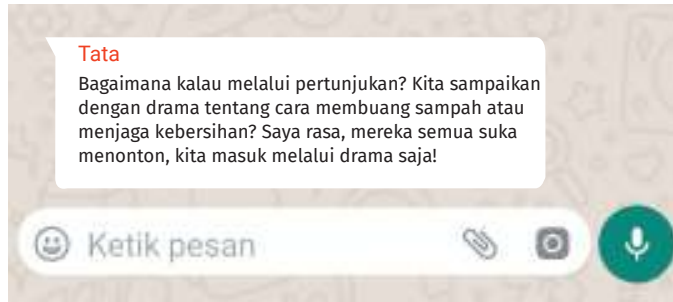 Tata
Bagaimana kalau melalui pertunjukan? Kita sampaikan
dengan drama tentang cara membuang sampah atau
menjaga kebersihan? Saya rasa, mereka semua suka
menonton, kita masuk melalui drama saja!
Ketik pesan